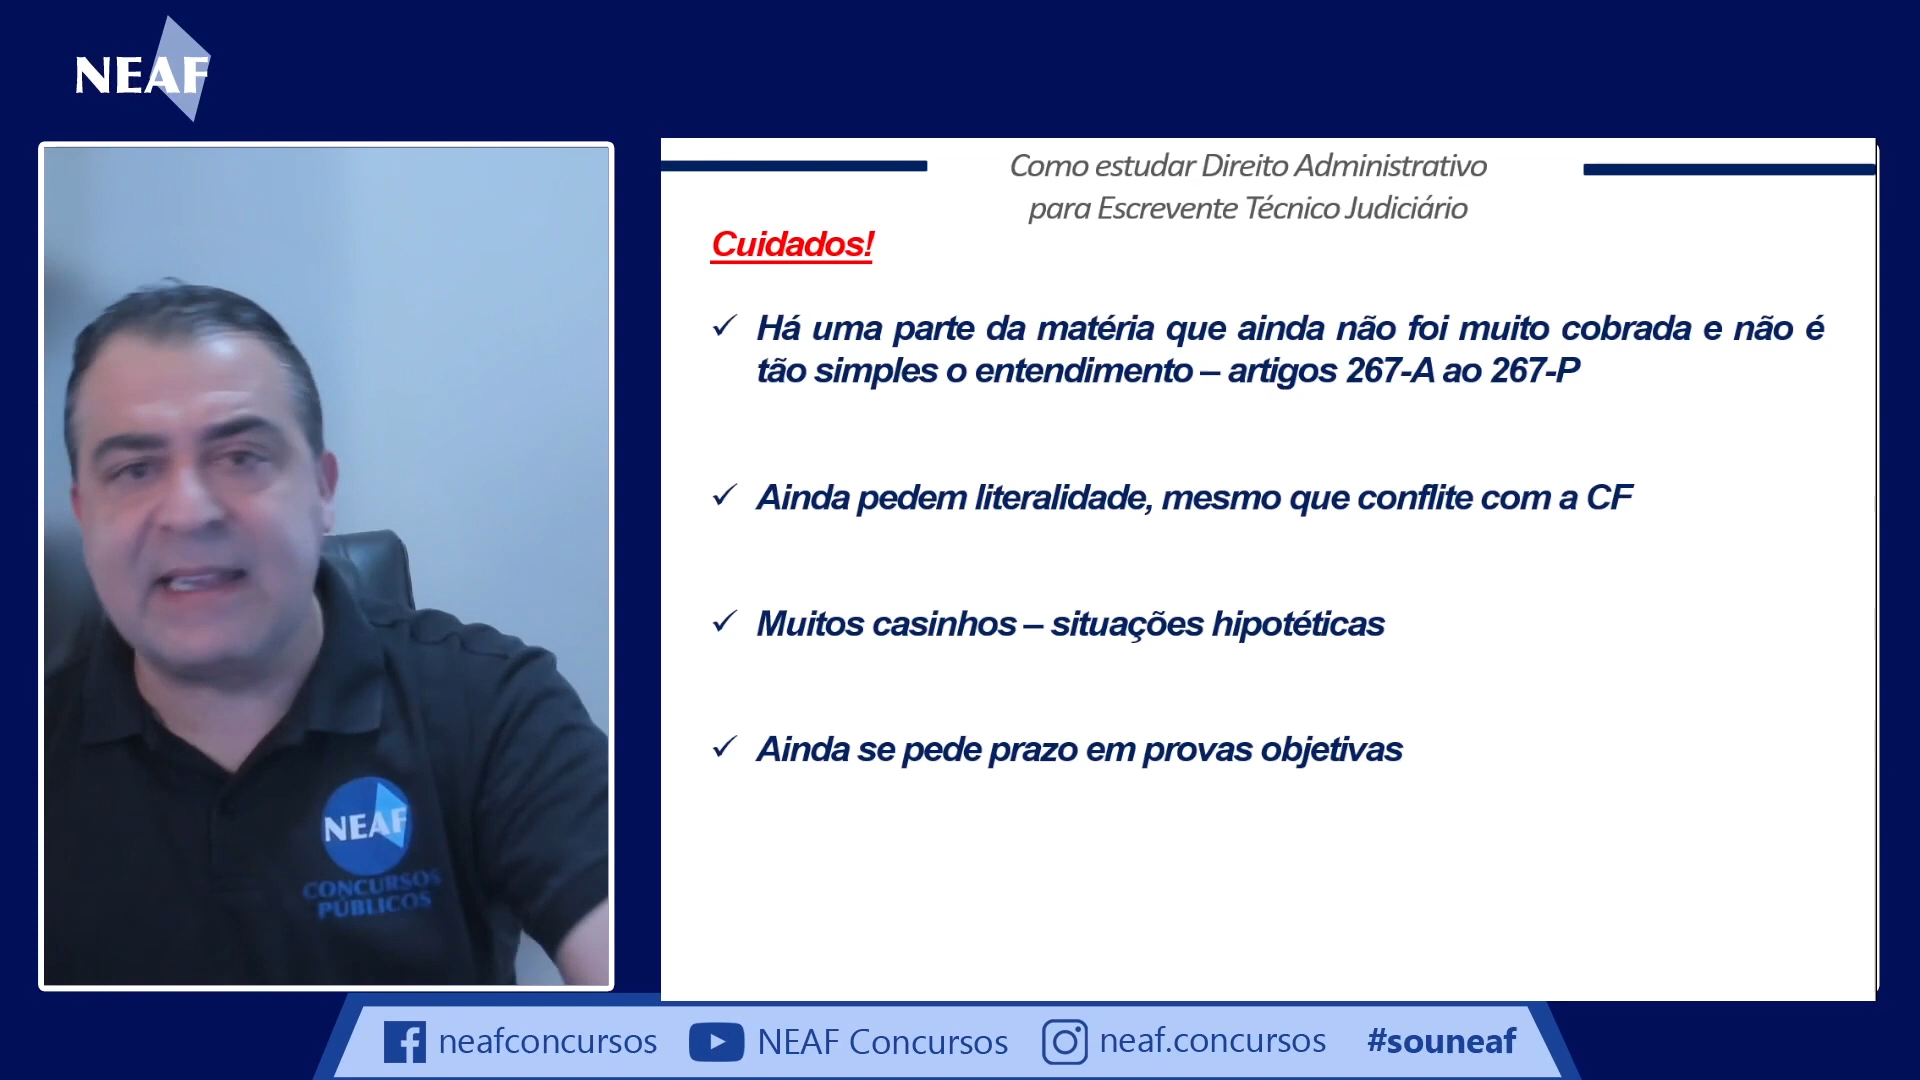 NEAF
Como estudar Direito Administrativo
para Escrevente Técnico Judiciário
Cuidados!
✓ Há uma parte da matéria que ainda não foi muito cobrada e não é
tão simples o entendimento – artigos 267-A ao 267-P
✓ Ainda pedem literalidade, mesmo que conflite com a CF
✓ Muitos casinhos – situações hipotéticas
✓ Ainda se pede prazo em provas objetivas
NEAF
CONCURSOS
PÚBLICOS
neafconcursos NEAF Concursos neaf.concursos #souneaf